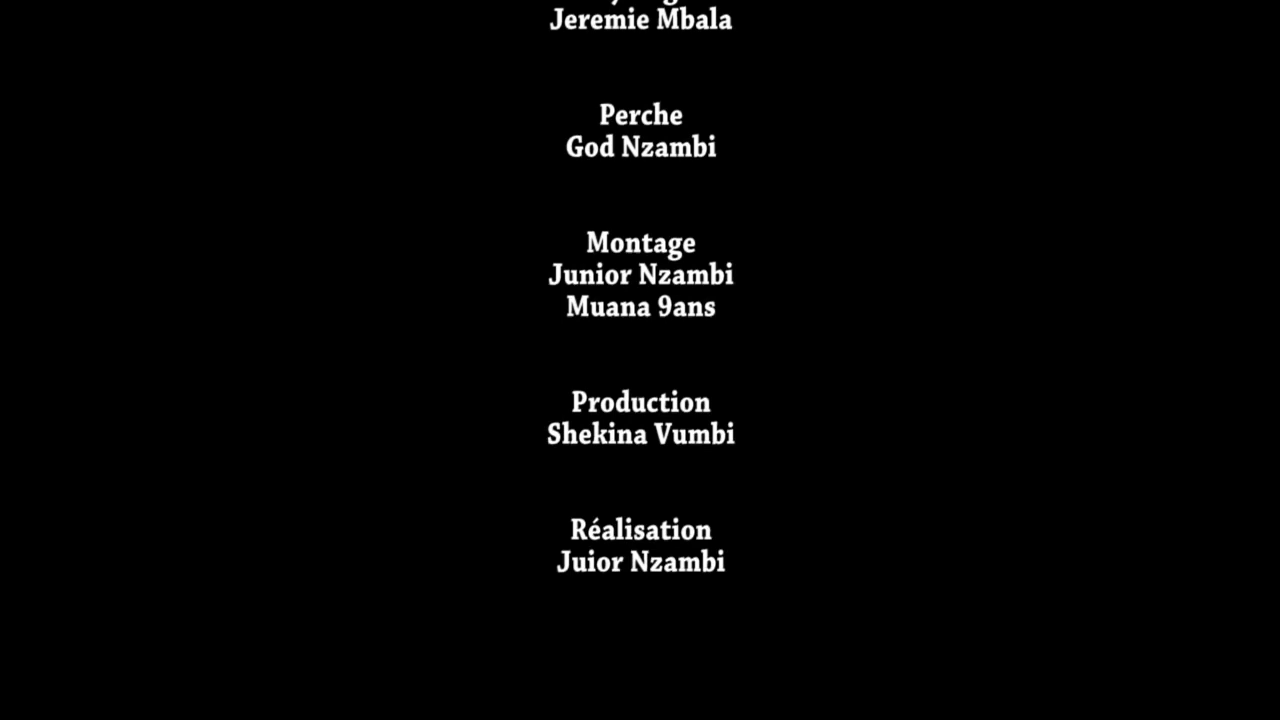 Jeremie Mbala
Perche
God Nzambi
Montage
Junior Nzambi
Muana 9ans
Production
Shekina Vumbi
Réalisation
Juior Nzambi